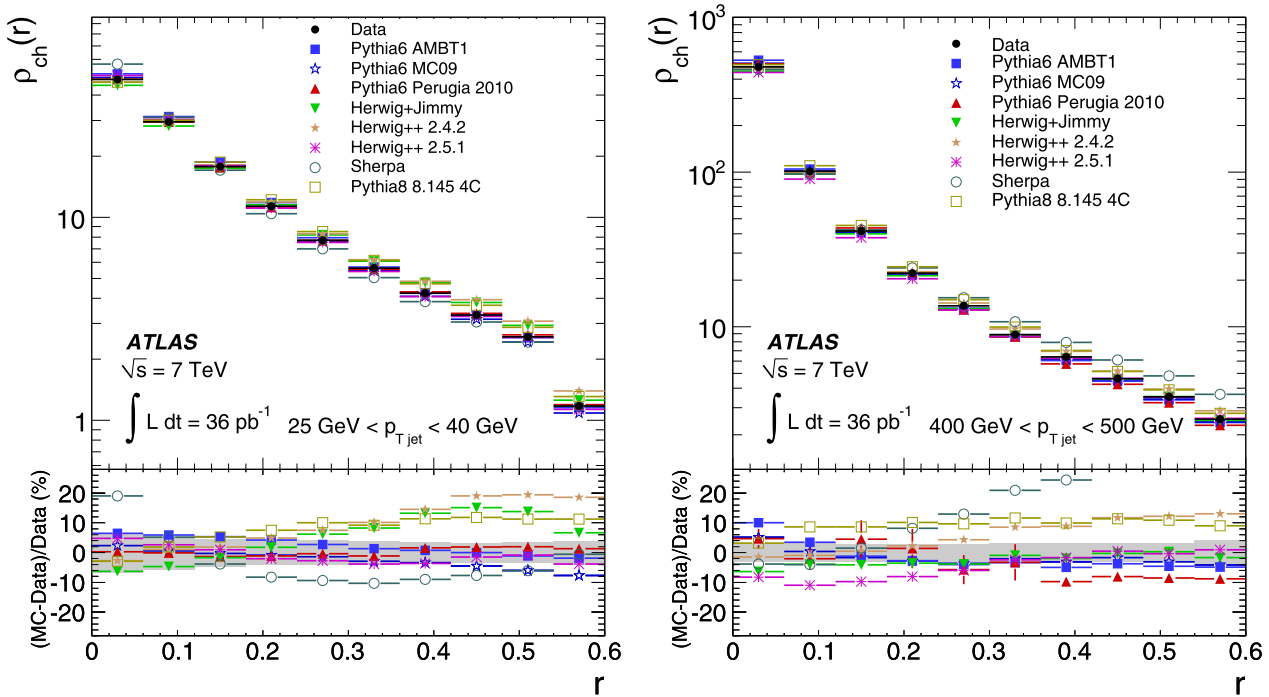 ρch(r)
Data
Pythia6 AMBT1
Pythia6 MC09
Pythia6 Perugia 2010
Herwig+Jimmy
Herwig++ 2.4.2
Herwig++ 2.5.1
Sherpa
Pythia8 8.145 4C
10
1
ATLAS
√s = 7 TeV
∫ L dt = 36 pb⁻¹
25 GeV < pT jet < 40 GeV
(MC-Data)/Data (%)
20
10
0
-10
-20
0 0.1 0.2 0.3 0.4 0.5 0.6
r
ρch(r)
10³
Data
Pythia6 AMBT1
Pythia6 MC09
Pythia6 Perugia 2010
Herwig+Jimmy
Herwig++ 2.4.2
Herwig++ 2.5.1
Sherpa
Pythia8 8.145 4C
10²
10
ATLAS
√s = 7 TeV
∫ L dt = 36 pb⁻¹
400 GeV < pT jet < 500 GeV
(MC-Data)/Data (%)
20
10
0
-10
-20
0 0.1 0.2 0.3 0.4 0.5 0.6
r